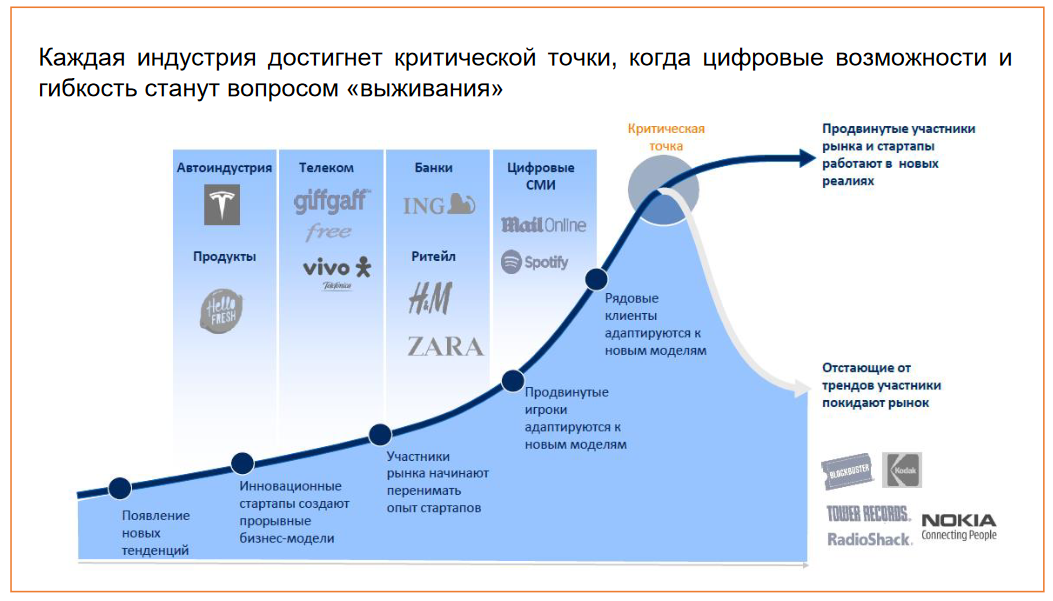 Каждая индустрия достигнет критической точки, когда цифровые возможности и
гибкость станут вопросом «выживания»
Критическая
точка
Продвинутые участники
рынка и стартапы
работают в новых
реалиях
Автоиндустрия
Продукты
Hello
FRESH
Телеком
giffgaff
free
vivo
Telefónica
Банки
ING
Ритейл
H&M
ZARA
Цифровые
СМИ
Mail Online
Spotify
Рядовые
клиенты
адаптируются к
новым моделям
Продвинутые
игроки
адаптируются к
новым моделям
Участники
рынка начинают
перенимать
опыт стартапов
Инновационные
стартапы создают
прорывные
бизнес-модели
Появление
новых
тенденций
Отстающие от
трендов участники
покидают рынок
BLOCKBUSTER
Kodak
TOWER RECORDS.
RadioShack.
NOKIA
Connecting People